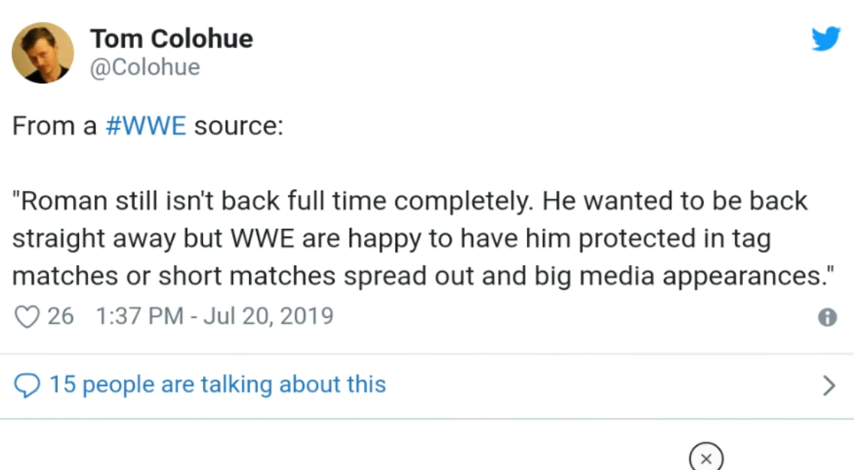 Tom Colohue
@Colohue
From a #WWE source:
"Roman still isn't back full time completely. He wanted to be back
straight away but WWE are happy to have him protected in tag
matches or short matches spread out and big media appearances."
26 1:37 PM - Jul 20, 2019
15 people are talking about this